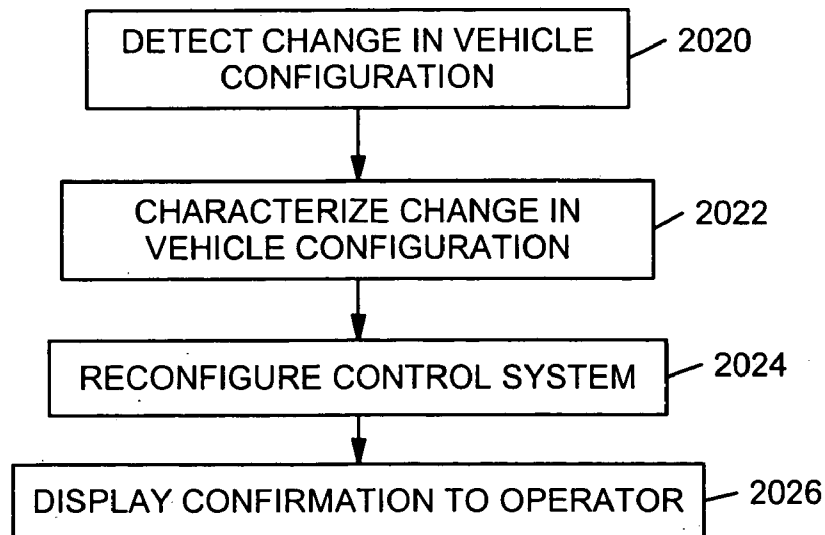 DETECT CHANGE IN VEHICLE
CONFIGURATION
2020
CHARACTERIZE CHANGE IN
VEHICLE CONFIGURATION
2022
RECONFIGURE CONTROL SYSTEM
2024
DISPLAY CONFIRMATION TO OPERATOR
2026